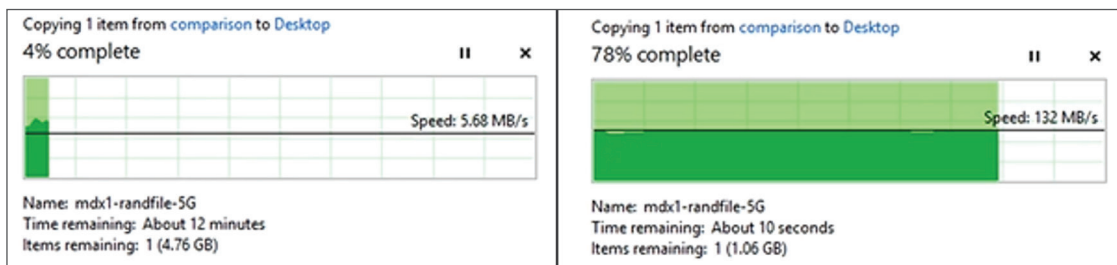 Copying 1 item from comparison to Desktop
4% complete
Speed: 5.68 MB/s
Name: mdx1-randfile-5G
Time remaining: About 12 minutes
Items remaining: 1 (4.76 GB)
Copying 1 item from comparison to Desktop
78% complete
Speed: 132 MB/s
Name: mdx1-randfile-5G
Time remaining: About 10 seconds
Items remaining: 1 (1.06 GB)